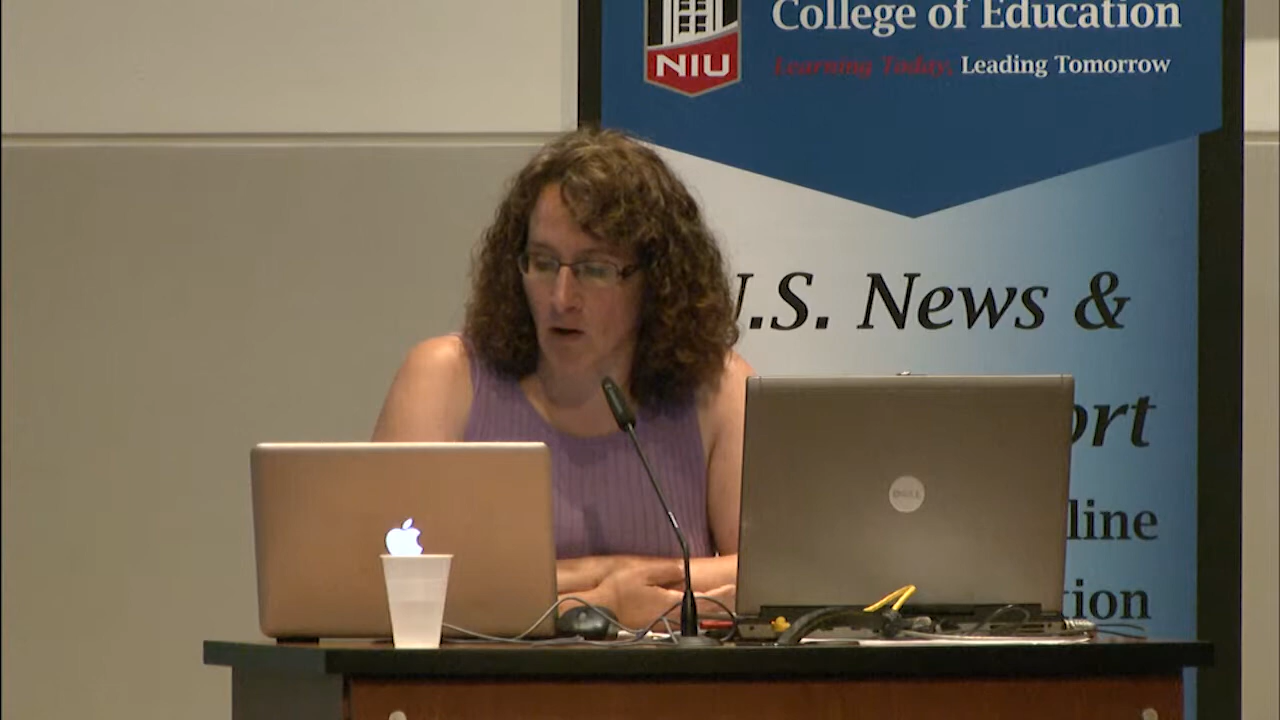 College of Education
NIU
Learning Today, Leading Tomorrow
.S. News &
ort
line
tion
DELL